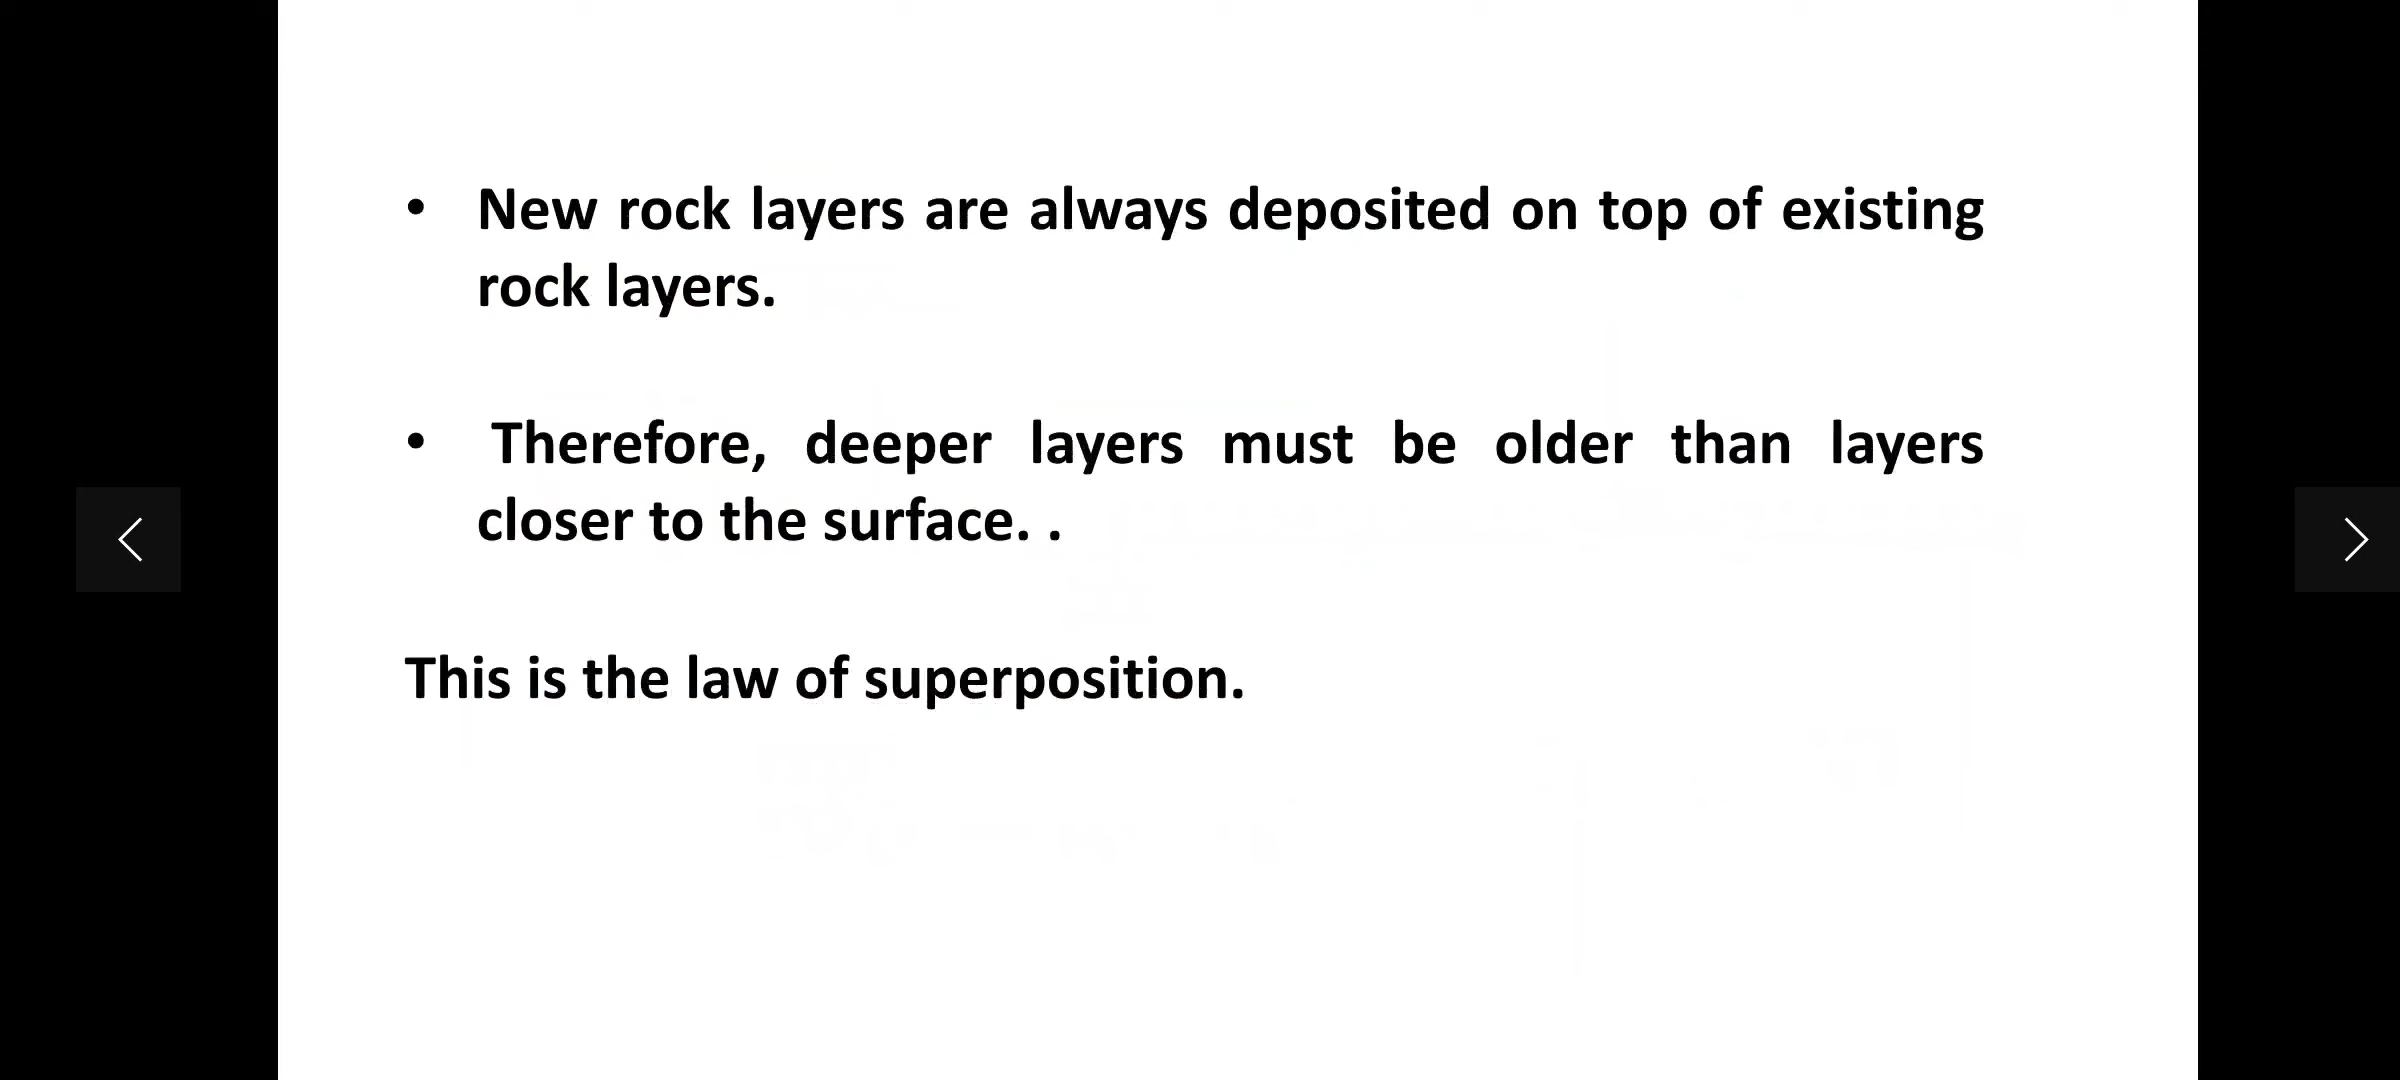 • New rock layers are always deposited on top of existing
rock layers.
• Therefore, deeper layers must be older than layers
closer to the surface. .
This is the law of superposition.